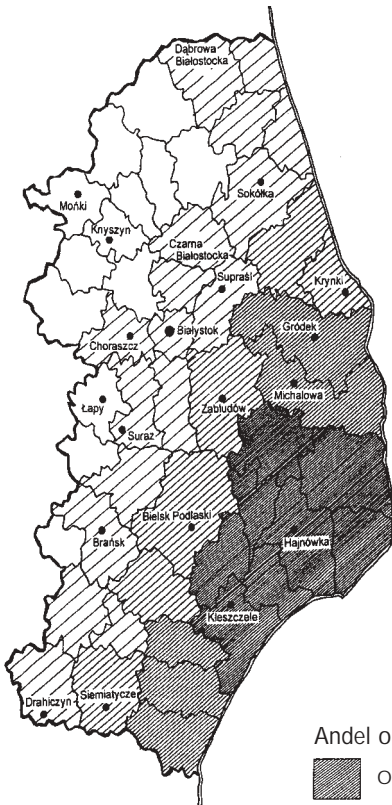 Dąbrowa
Białostocka
Mońki
Sokółka
Knyszyn
Czarna
Białostocka
Supraśl
Krynki
Choroszcz
Białystok
Gródek
Łapy
Zabłudów
Michałowa
Suraż
Bielsk Podlaski
Brańsk
Hajnówka
Kleszczele
Drahiczyn
Siemiatycze
Andel o
O